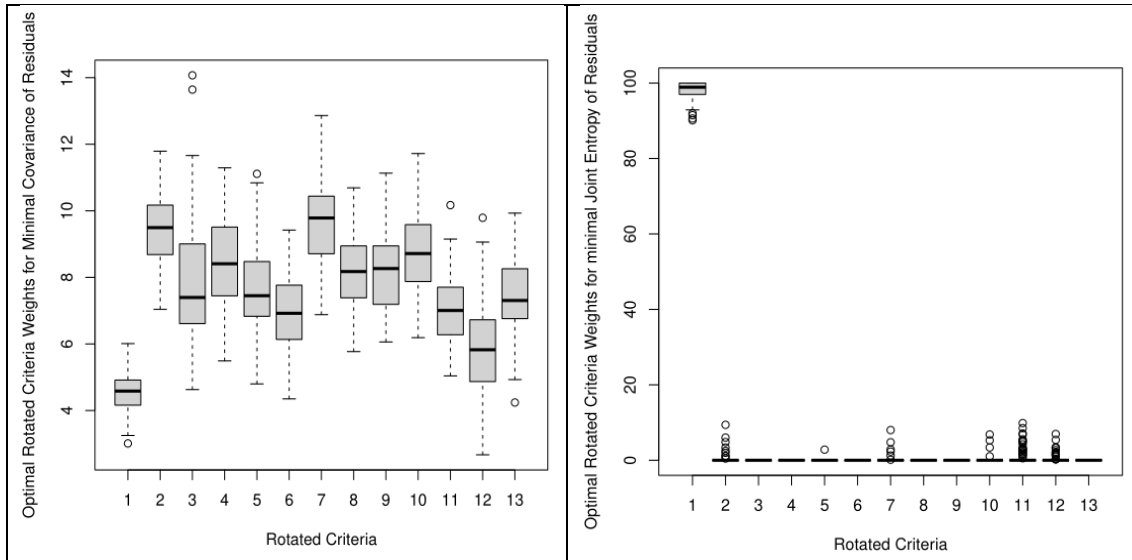 Optimal Rotated Criteria Weights for Minimal Covariance of Residuals
14
12
10
8
6
4
1 2 3 4 5 6 7 8 9 10 11 12 13
Rotated Criteria
Optimal Rotated Criteria Weights for minimal Joint Entropy of Residuals
100
80
60
40
20
0
1 2 3 4 5 6 7 8 9 10 11 12 13
Rotated Criteria